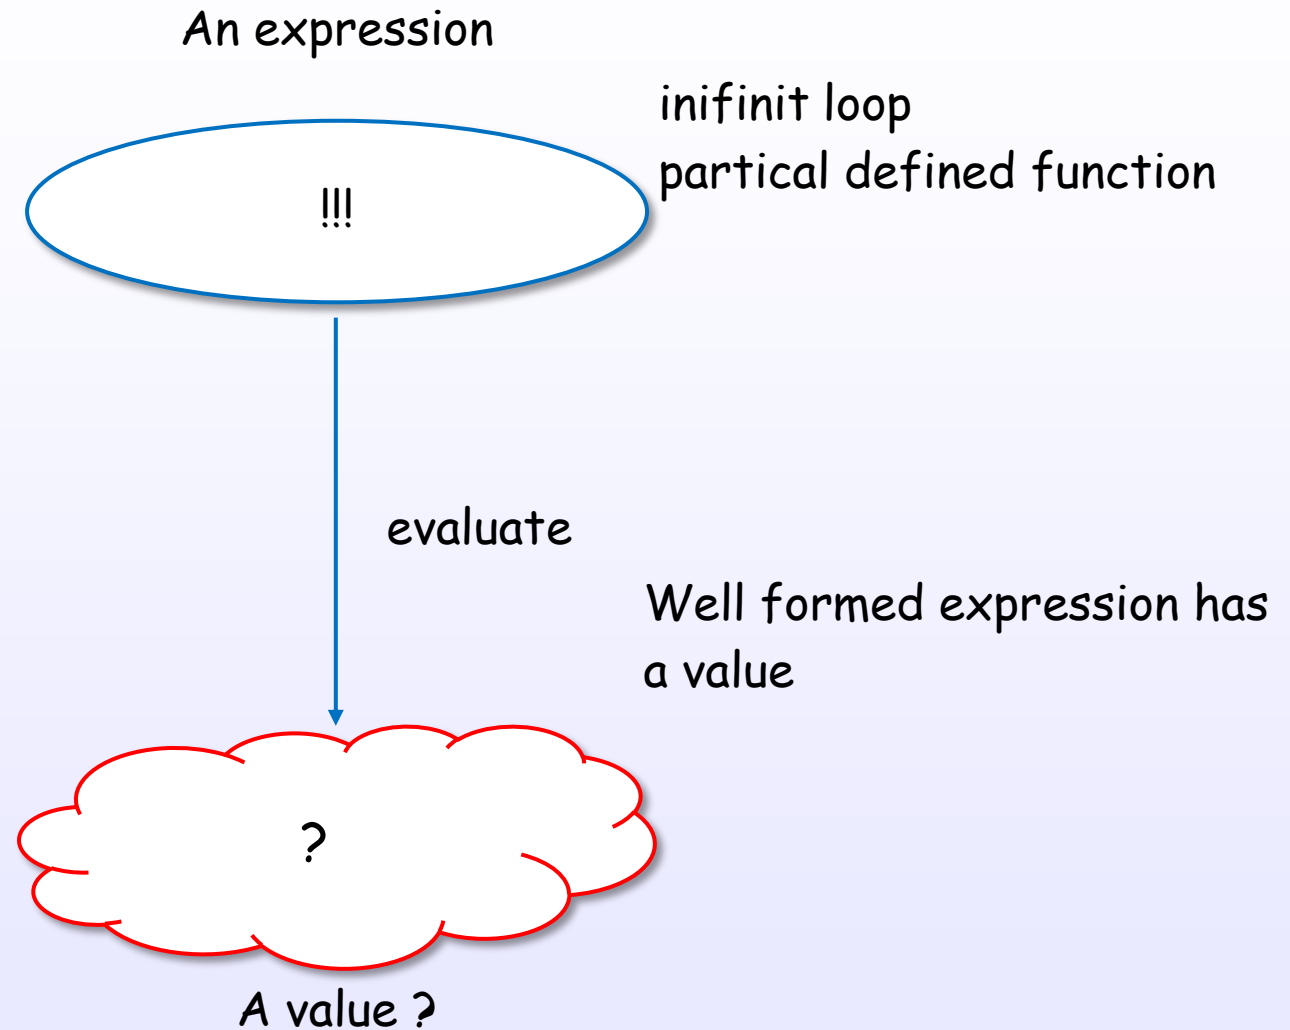 An expression
inifinit loop
partical defined function
!!!
evaluate
Well formed expression has
a value
?
A value ?